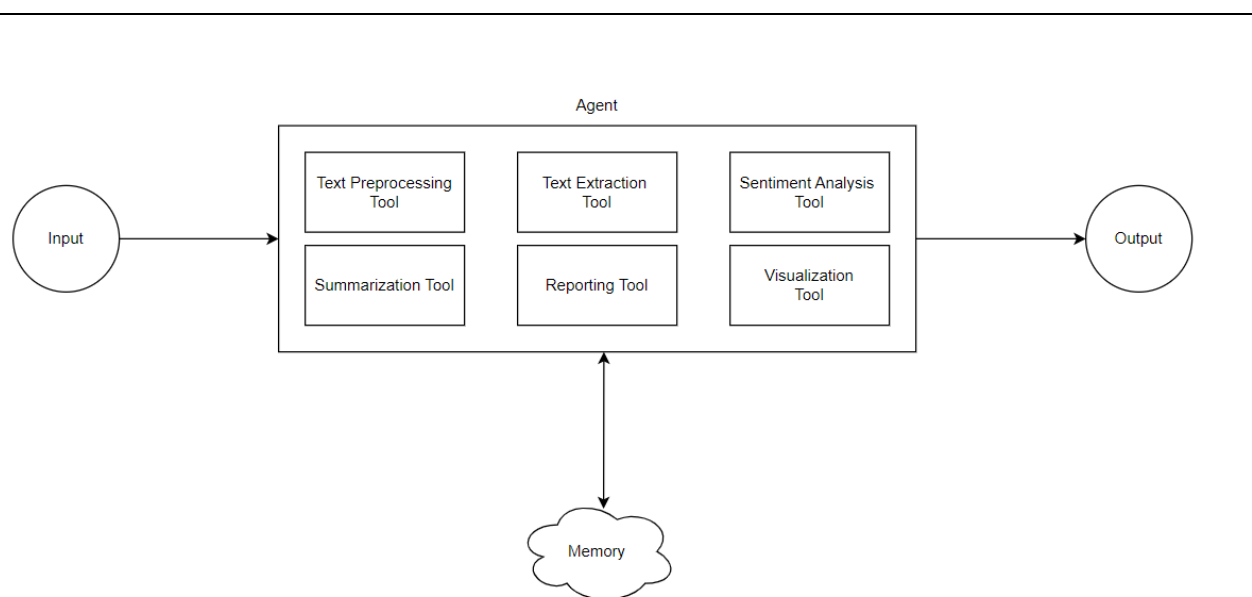 Agent
Text Preprocessing
Tool
Text Extraction
Tool
Sentiment Analysis
Tool
Input
Output
Summarization Tool
Reporting Tool
Visualization
Tool
Memory